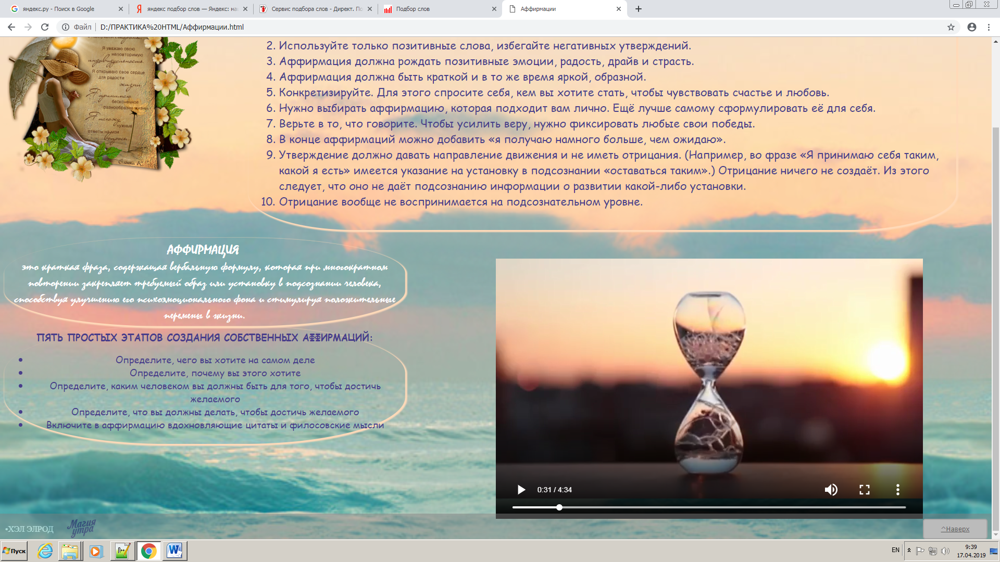 яндекс.ру - Поиск в Google
яндекс подбор слов — Яндекс: на
Сервис подбора слов - Директ. По
Подбор слов
Аффирмации
Файл
D:/ПРАКТИКА%20HTML/Аффирмации.html
Я уважаю свою
неповторимую
индивидуальность.
Я открываю свое сердце
для радости
жизни.
Я принимаю
бесконечное
разнообразие жизни.
Я нахожу
нужные
ответы на мои
вопросы.
2. Используйте только позитивные слова, избегайте негативных утверждений.
3. Аффирмация должна рождать позитивные эмоции, радость, драйв и страсть.
4. Аффирмация должна быть краткой и в то же время яркой, образной.
5. Конкретизируйте. Для этого спросите себя, кем вы хотите стать, чтобы чувствовать счастье и любовь.
6. Нужно выбирать аффирмацию, которая подходит вам лично. Ещё лучше самому сформулировать её для себя.
7. Верьте в то, что говорите. Чтобы усилить веру, нужно фиксировать любые свои победы.
8. В конце аффирмаций можно добавить «я получаю намного больше, чем ожидаю».
9. Утверждение должно давать направление движения и не иметь отрицания. (Например, во фразе «Я принимаю себя таким,
какой я есть» имеется указание на установку в подсознании «оставаться таким».) Отрицание ничего не создаёт. Из этого
следует, что оно не даёт подсознанию информации о развитии какой-либо установки.
10. Отрицание вообще не воспринимается на подсознательном уровне.
АФФИРМАЦИЯ
это краткая фраза, содержащая вербальную формулу, которая при многократном
повторении закрепляет требуемый образ или установку в подсознании человека,
способствуя улучшению его психоэмоционального фона и стимулируя положительные
перемены в жизни.
ПЯТЬ ПРОСТЫХ ЭТАПОВ СОЗДАНИЯ СОБСТВЕННЫХ АФФИРМАЦИЙ:
• Определите, чего вы хотите на самом деле
• Определите, почему вы этого хотите
• Определите, каким человеком вы должны быть для того, чтобы достичь
желаемого
• Определите, что вы должны делать, чтобы достичь желаемого
• Включите в аффирмацию вдохновляющие цитаты и филосовские мысли
0:31 / 4:34
•ХЭЛ ЭЛРОД
Магия
утра
^Наверх
Пуск
EN
9:39
17.04.2019